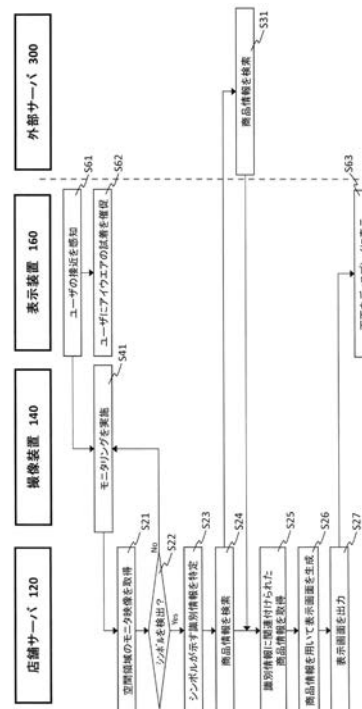 店舗サーバ 120
撮像装置 140
表示装置 160
外部サーバ 300
ユーザの接近を感知
S61
ユーザにアイウエアの試着を催促
S62
モニタリングを実施
S41
空間領域のモニタ映像を取得
S21
シンボルを検出?
S22
No
Yes
シンボルが示す識別情報を特定
S23
商品情報を検索
S24
商品情報を検索
S31
識別情報に関連付けられた
商品情報を取得
S25
商品情報を用いて表示画面を生成
S26
表示画面を出力
S27
S63